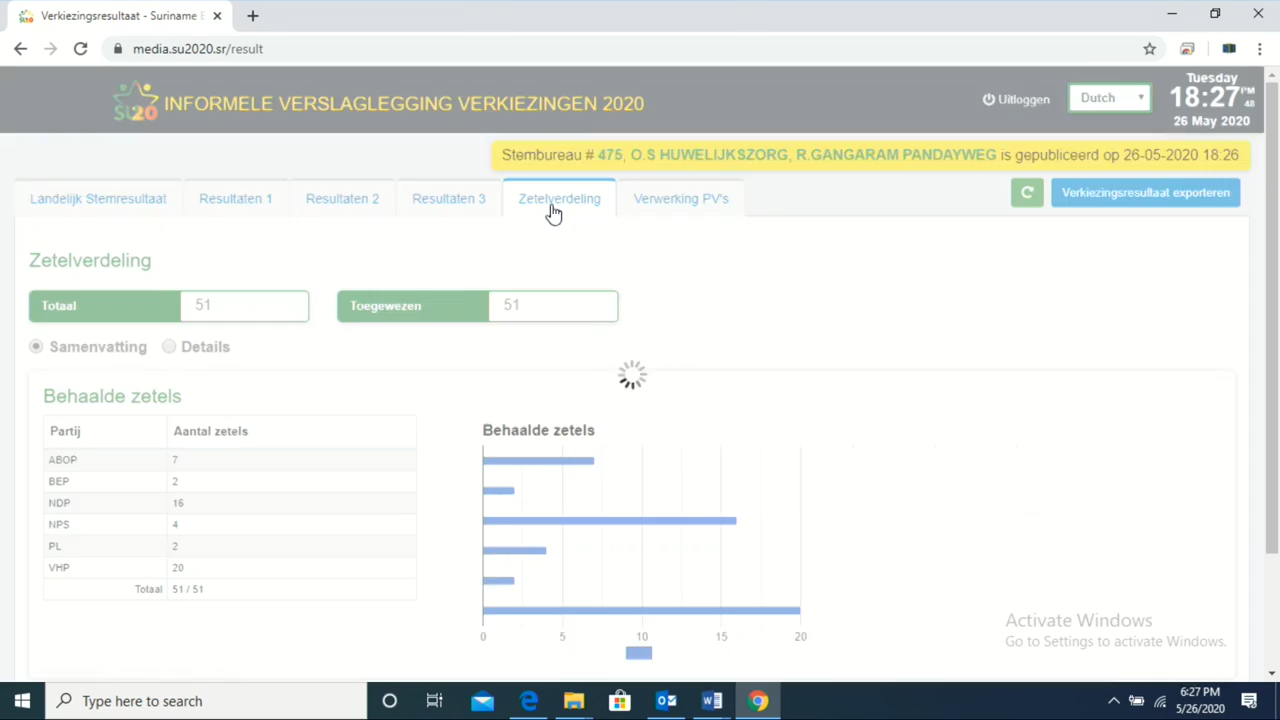 Verkiezingsresultaat - Suriname E
media.su2020.sr/result
SU20
INFORMELE VERSLAGLEGGING VERKIEZINGEN 2020
Uitloggen
Dutch
Tuesday
18:27 PM 48
26 May 2020
Stembureau # 475, O.S HUWELIJKSZORG, R.GANGARAM PANDAYWEG is gepubliceerd op 26-05-2020 18.26
Landelijk Stemresultaat
Resultaten 1
Resultaten 2
Resultaten 3
Zetelverdeling
Verwerking PV's
Verkiezingsresultaat exporteren
Zetelverdeling
Totaal 51
Toegewezen 51
Samenvatting
Details
Behaalde zetels
Partij Aantal zetels
ABOP 7
BEP 2
NDP 16
NPS 4
PL 2
VHP 20
Totaal 51 / 51
Behaalde zetels
0 5 10 15 20
Activate Windows
Go to Settings to activate Windows.
Type here to search
6:27 PM
5/26/2020